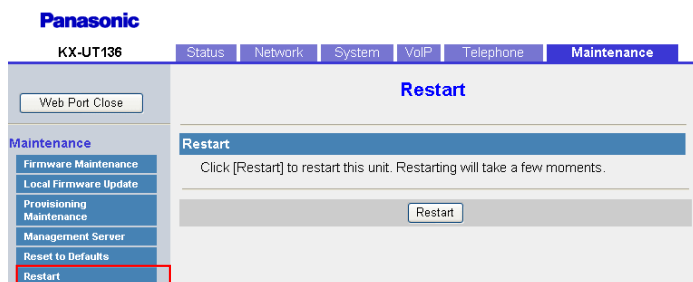 Panasonic
KX-UT136
Status Network System VoIP Telephone Maintenance
Web Port Close
Restart
Maintenance
Firmware Maintenance
Local Firmware Update
Provisioning
Maintenance
Management Server
Reset to Defaults
Restart
Restart
Click [Restart] to restart this unit. Restarting will take a few moments.
Restart